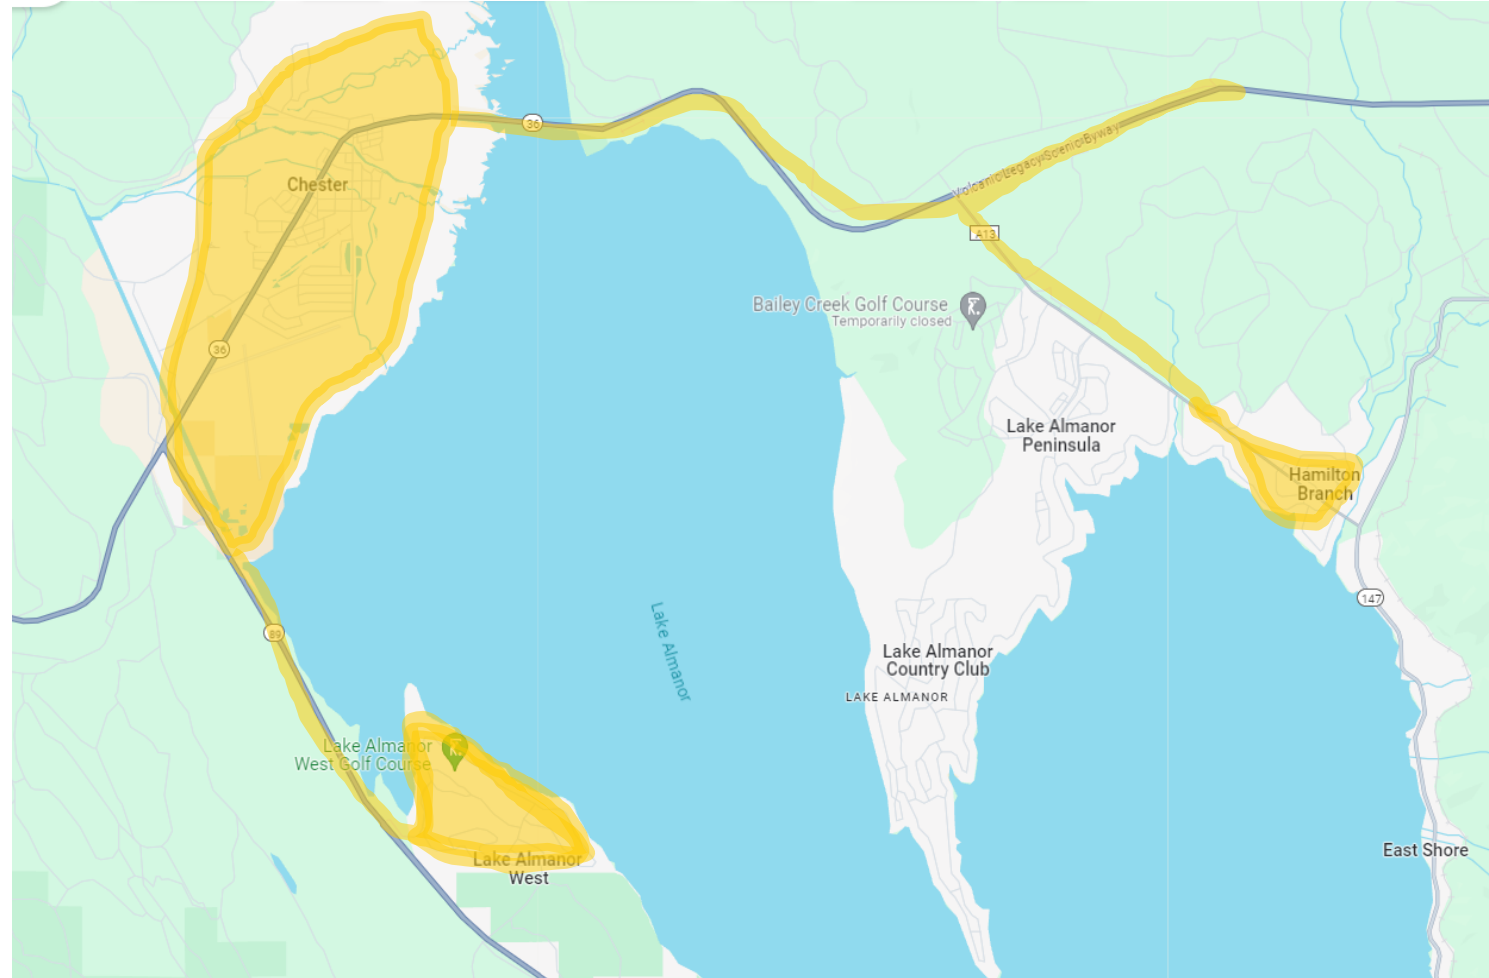 36
Volcanic Legacy Scenic Byway
Chester
A13
Bailey Creek Golf Course
Temporarily closed
36
Lake Almanor
Peninsula
Hamilton
Branch
147
89
Lake Almanor
Lake Almanor
Country Club
LAKE ALMANOR
Lake Almanor
West Golf Course
East Shore
Lake Almanor
West